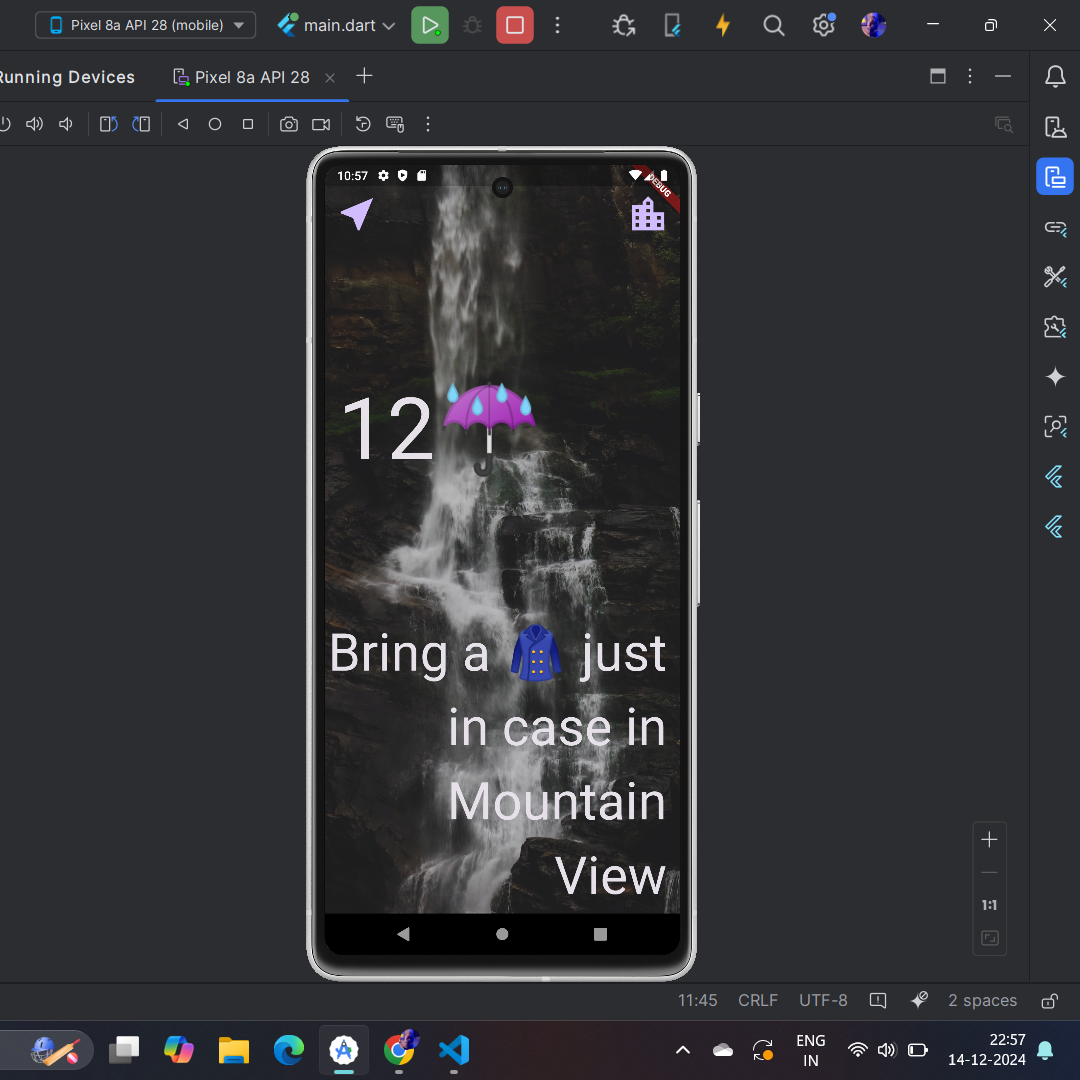 Pixel 8a API 28 (mobile)
main.dart
Running Devices
Pixel 8a API 28
10:57
DEBUG
12
Bring a just
in case in
Mountain
View
1:1
11:45 CRLF UTF-8 2 spaces
ENG
IN
22:57
14-12-2024